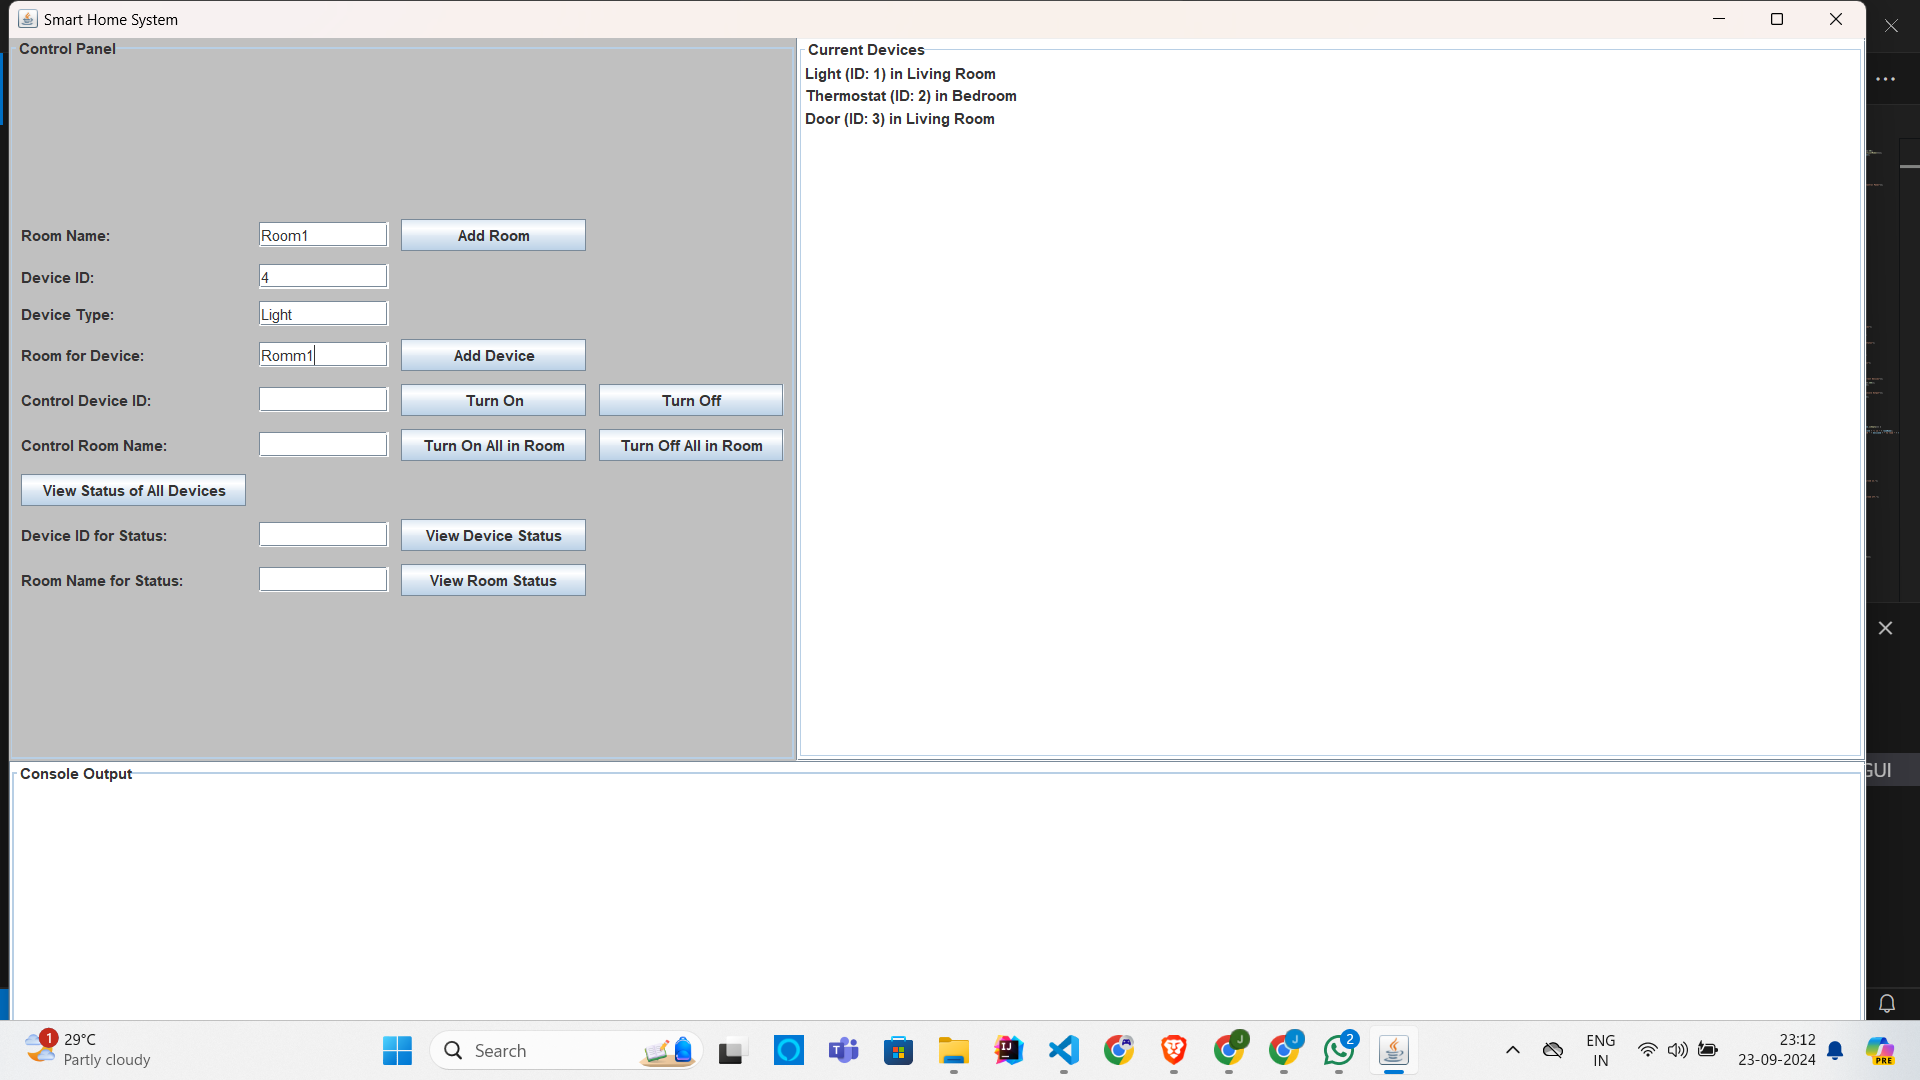 Smart Home System
Control Panel
Room Name: Room1 Add Room
Device ID: 4
Device Type: Light
Room for Device: Romm1 Add Device
Control Device ID: Turn On Turn Off
Control Room Name: Turn On All in Room Turn Off All in Room
View Status of All Devices
Device ID for Status: View Device Status
Room Name for Status: View Room Status
Current Devices
Light (ID: 1) in Living Room
Thermostat (ID: 2) in Bedroom
Door (ID: 3) in Living Room
Console Output
GUI
1
29°C
Partly cloudy
Search
IJ
J
J
2
ENG
IN
23:12
23-09-2024
PRE